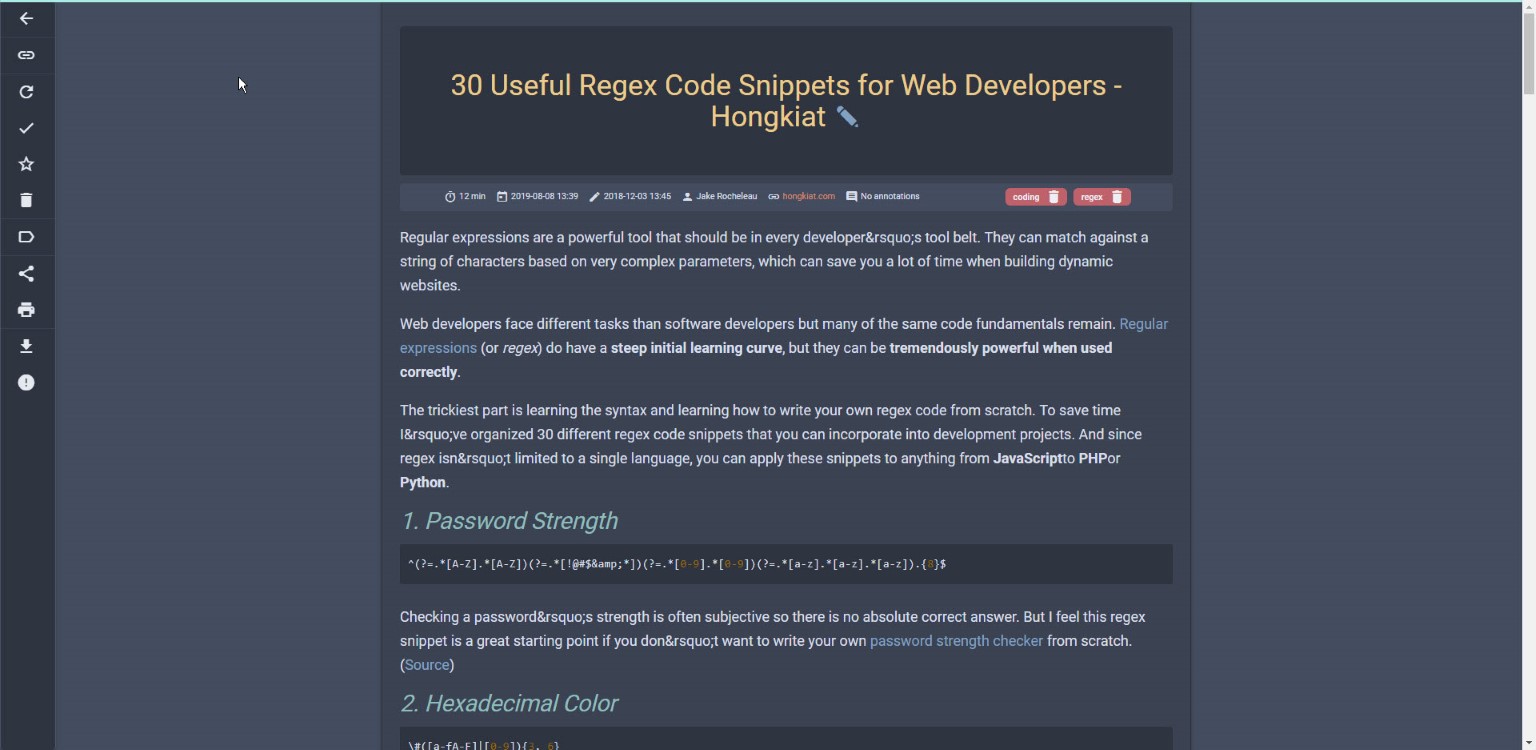 30 Useful Regex Code Snippets for Web Developers -
Hongkiat
12 min 2019-08-08 13:39 2018-12-03 13:45 Jake Rocheleau hongkiat.com No annotations coding regex
Regular expressions are a powerful tool that should be in every developer&rsquo;s tool belt. They can match against a
string of characters based on very complex parameters, which can save you a lot of time when building dynamic
websites.
Web developers face different tasks than software developers but many of the same code fundamentals remain. Regular
expressions (or regex) do have a steep initial learning curve, but they can be tremendously powerful when used
correctly.
The trickiest part is learning the syntax and learning how to write your own regex code from scratch. To save time
I&rsquo;ve organized 30 different regex code snippets that you can incorporate into development projects. And since
regex isn&rsquo;t limited to a single language, you can apply these snippets to anything from JavaScriptto PHPor
Python.
1. Password Strength
^(?=.*[A-Z].*[A-Z])(?=.*[!@#$&amp;*])(?=.*[0-9].*[0-9])(?=.*[a-z].*[a-z].*[a-z]).{8}$
Checking a password&rsquo;s strength is often subjective so there is no absolute correct answer. But I feel this regex
snippet is a great starting point if you don&rsquo;t want to write your own password strength checker from scratch.
(Source)
2. Hexadecimal Color
\#([a-fA-F]|[0-9]){3, 6}